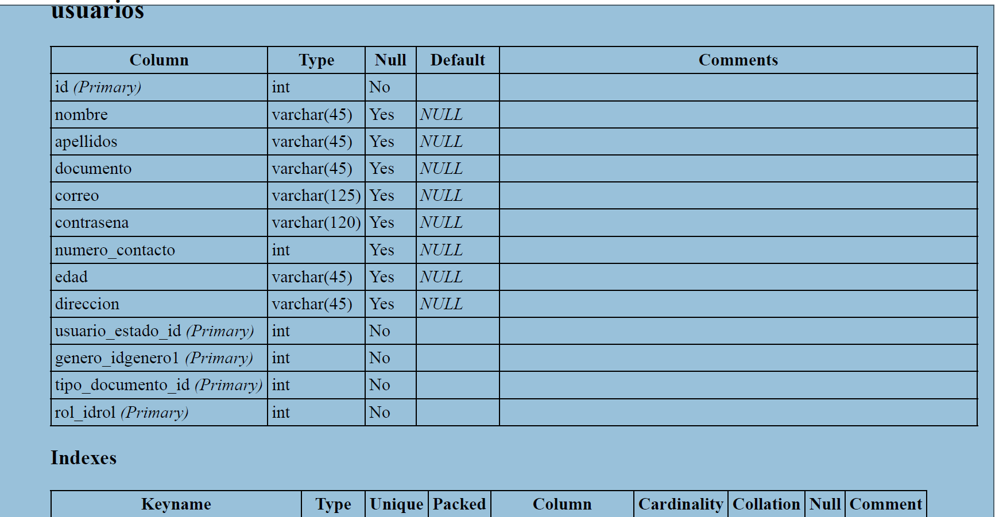 usuarios
Column Type Null Default Comments
id (Primary) int No
nombre varchar(45) Yes NULL
apellidos varchar(45) Yes NULL
documento varchar(45) Yes NULL
correo varchar(125) Yes NULL
contrasena varchar(120) Yes NULL
numero_contacto int Yes NULL
edad varchar(45) Yes NULL
direccion varchar(45) Yes NULL
usuario_estado_id (Primary) int No
genero_idgenero1 (Primary) int No
tipo_documento_id (Primary) int No
rol_idrol (Primary) int No
Indexes
Keyname Type Unique Packed Column Cardinality Collation Null Comment